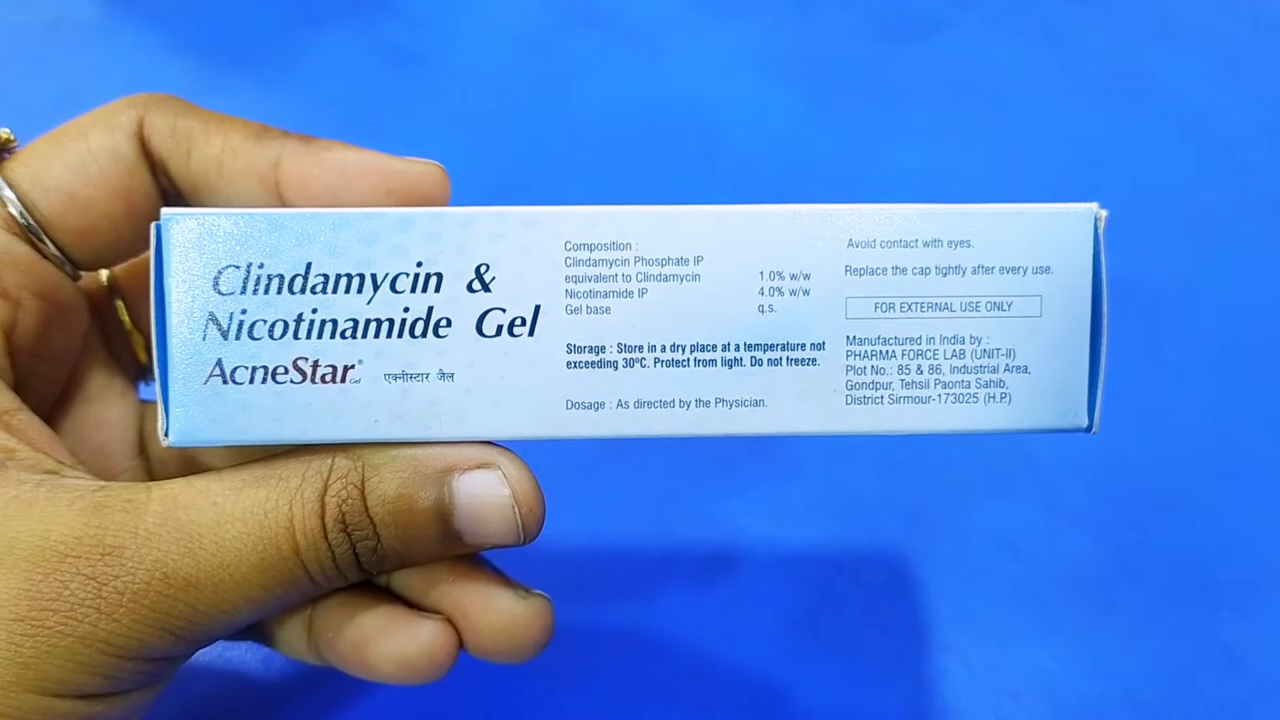 Clindamycin &
Nicotinamide Gel
AcneStar® Gel एक्नीस्टार जैल
Composition :
Clindamycin Phosphate IP
equivalent to Clindamycin 1.0% w/w
Nicotinamide IP 4.0% w/w
Gel base q.s.
Storage : Store in a dry place at a temperature not
exceeding 30ºC. Protect from light. Do not freeze.
Dosage : As directed by the Physician.
Avoid contact with eyes.
Replace the cap tightly after every use.
FOR EXTERNAL USE ONLY
Manufactured in India by :
PHARMA FORCE LAB (UNIT-II)
Plot No.: 85 & 86, Industrial Area,
Gondpur, Tehsil Paonta Sahib,
District Sirmour-173025 (H.P.)